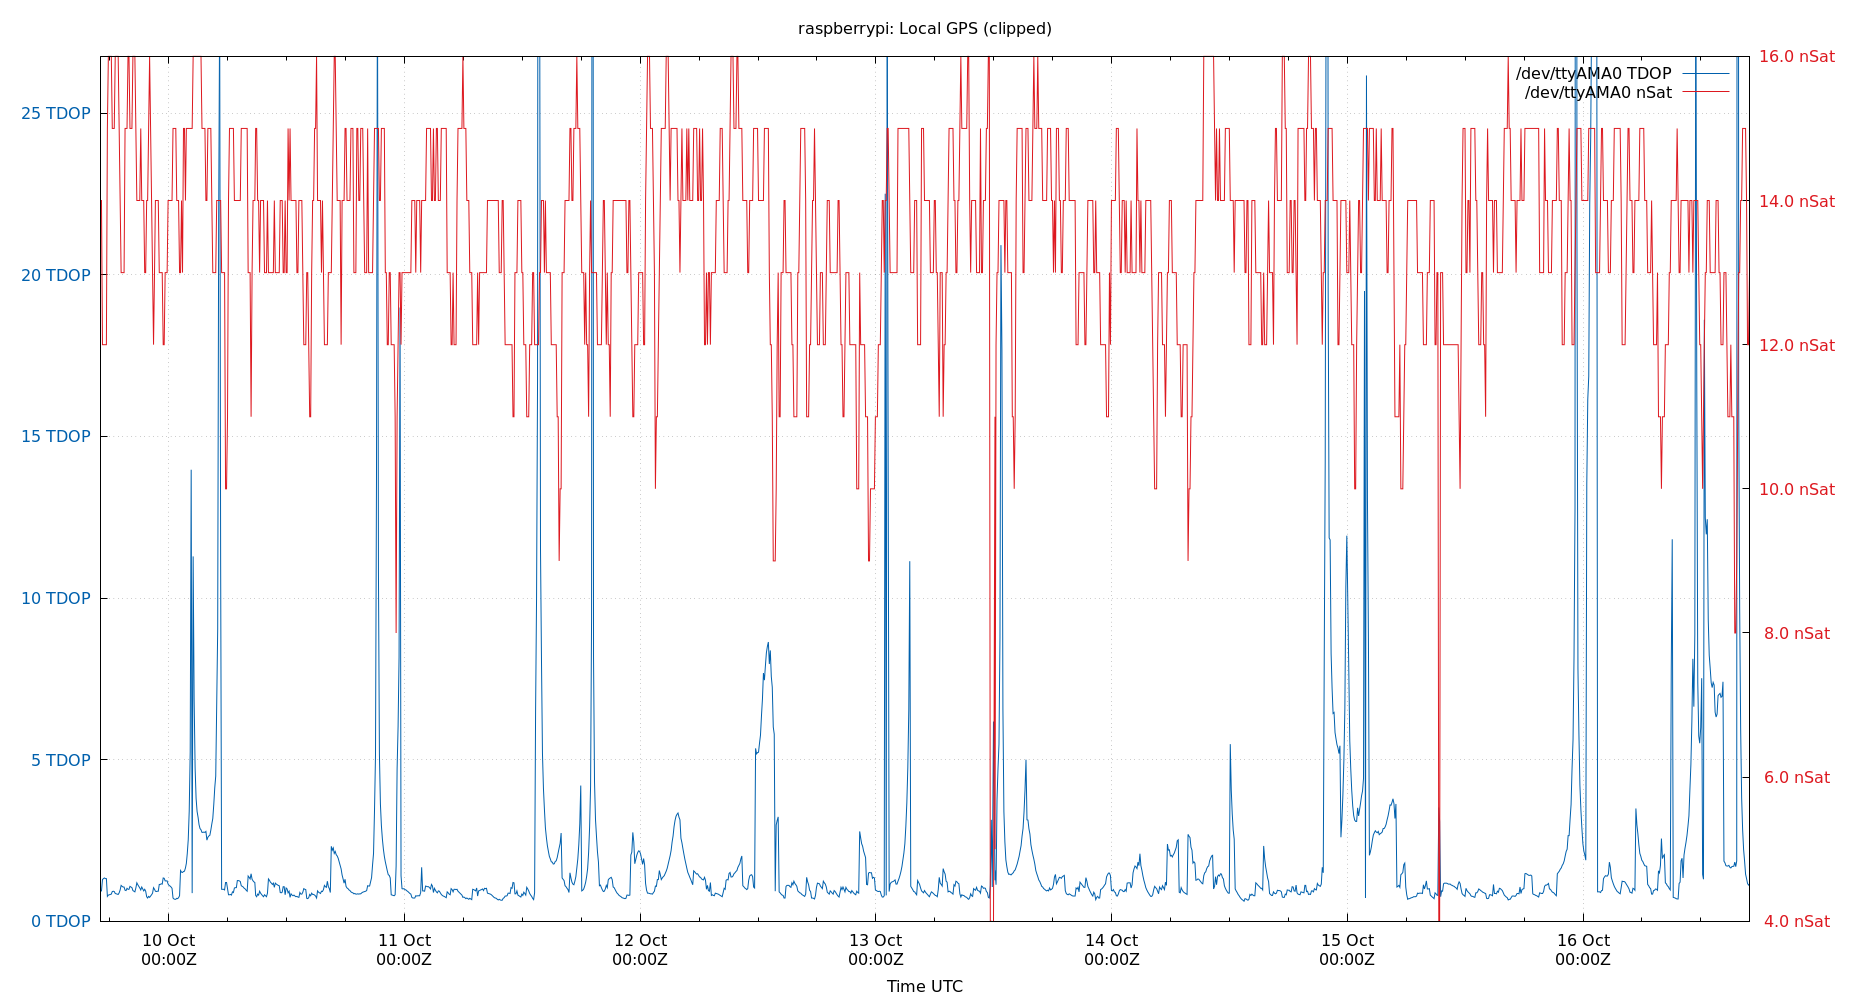 raspberrypi: Local GPS (clipped)
/dev/ttyAMA0 TDOP
/dev/ttyAMA0 nSat
25 TDOP
20 TDOP
15 TDOP
10 TDOP
5 TDOP
0 TDOP
16.0 nSat
14.0 nSat
12.0 nSat
10.0 nSat
8.0 nSat
6.0 nSat
4.0 nSat
10 Oct
00:00Z
11 Oct
00:00Z
12 Oct
00:00Z
13 Oct
00:00Z
14 Oct
00:00Z
15 Oct
00:00Z
16 Oct
00:00Z
Time UTC